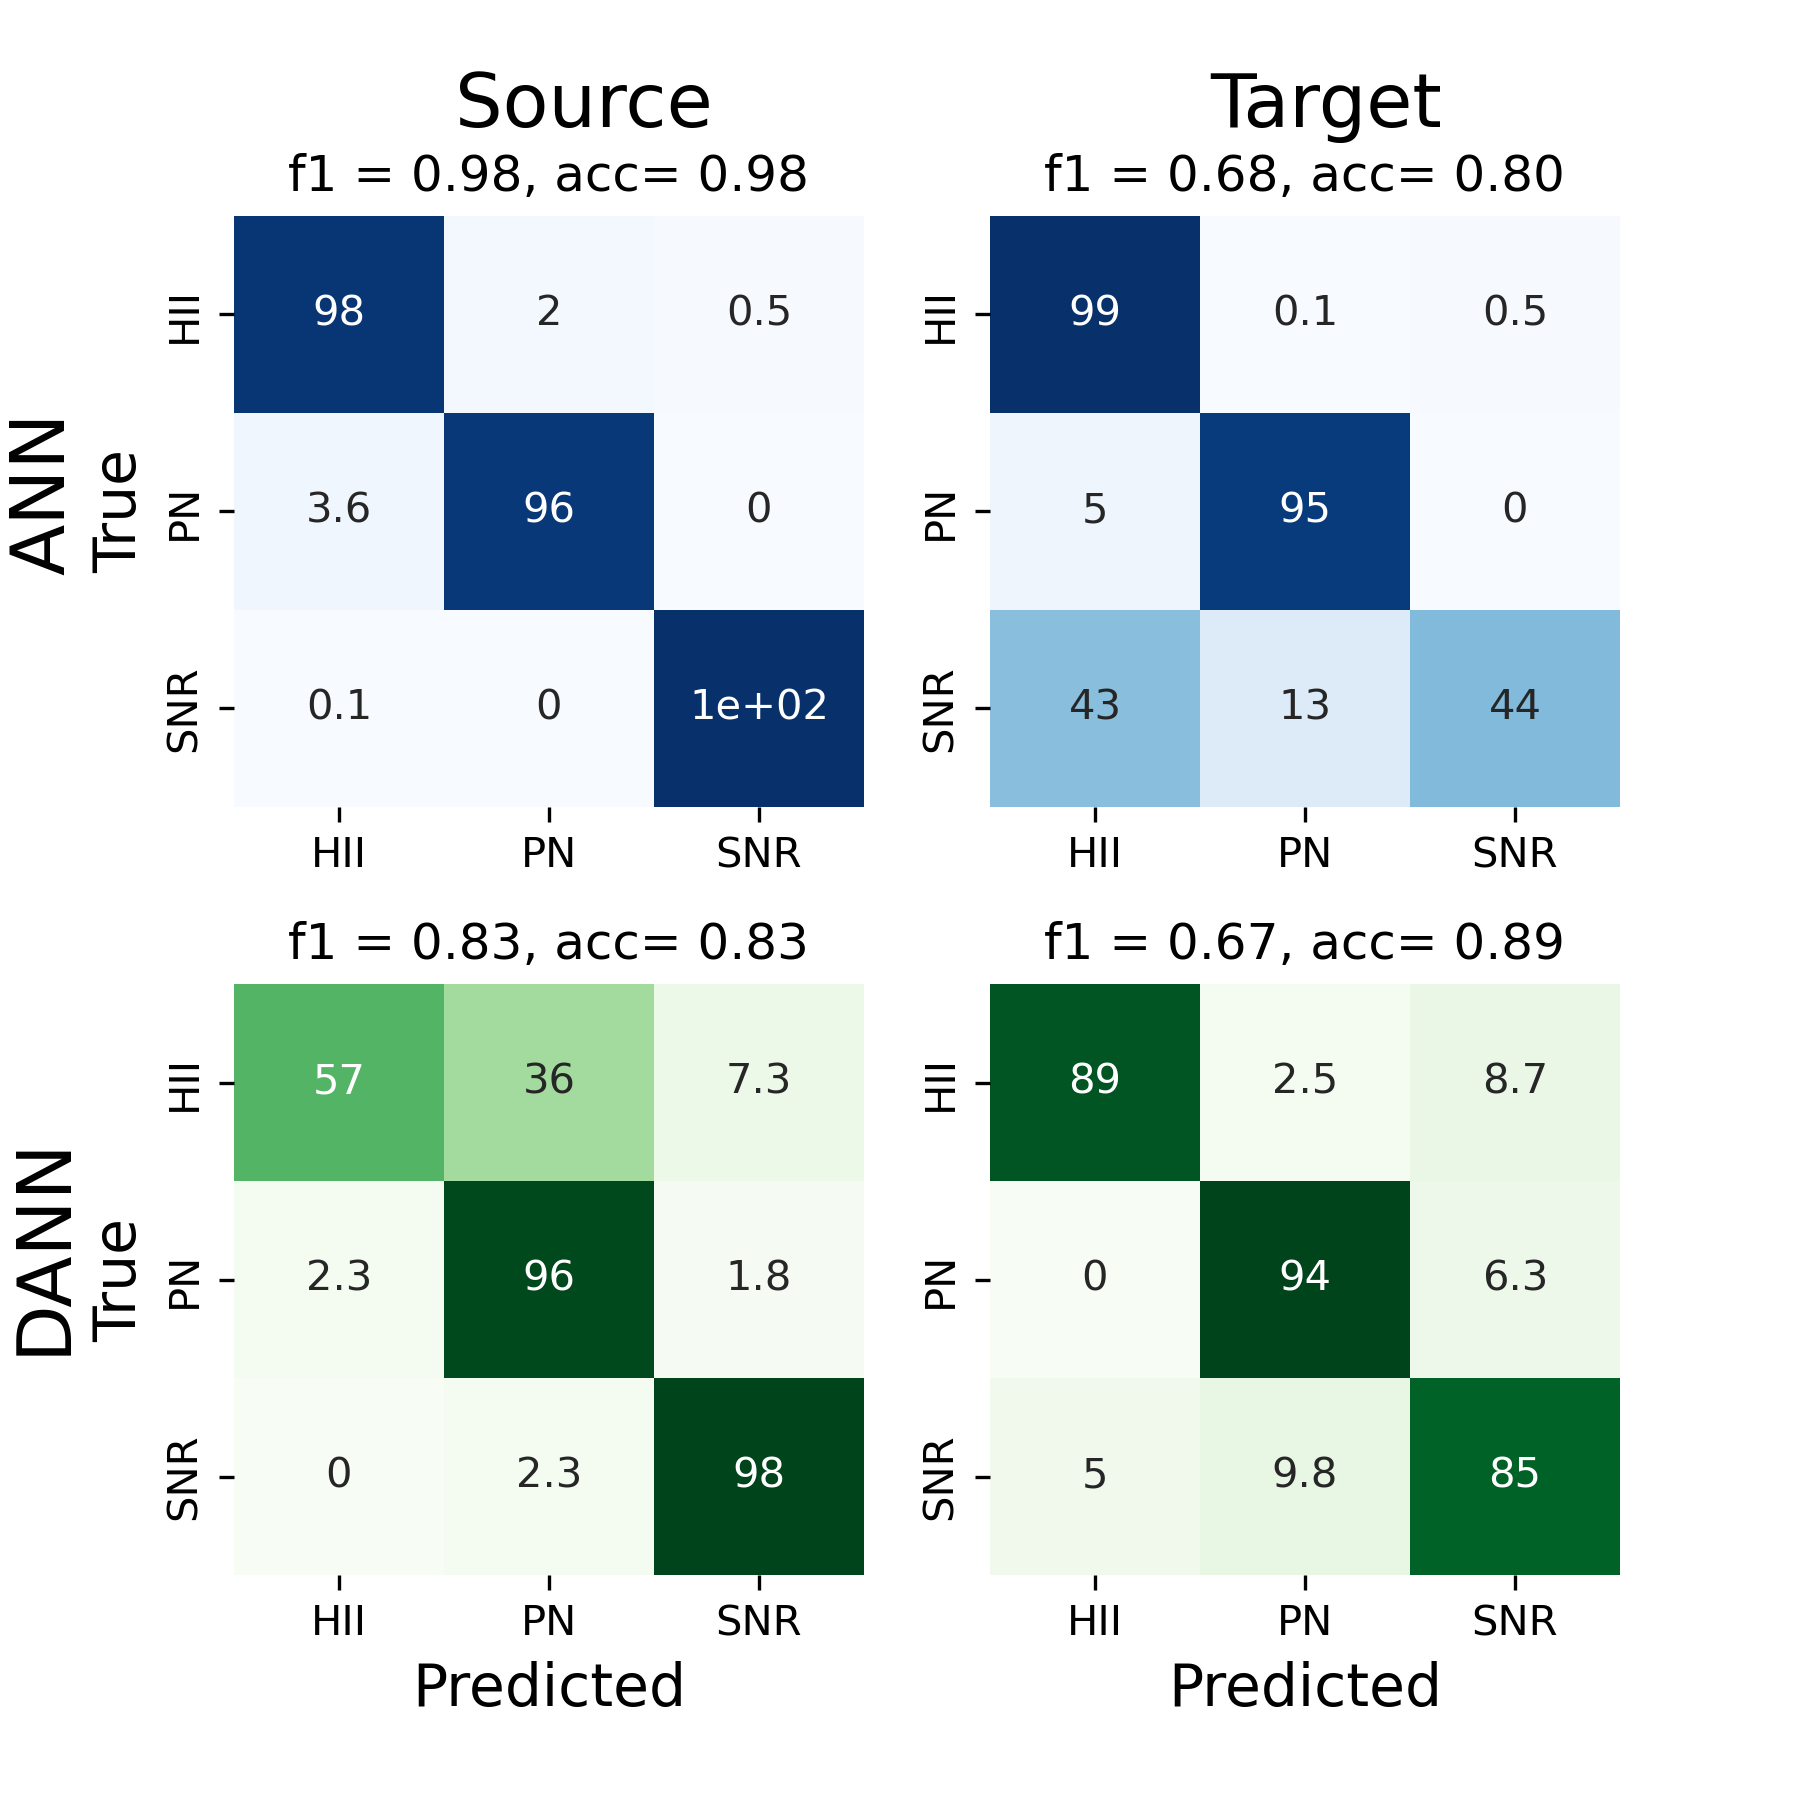 Source
Target
f1 = 0.98, acc= 0.98
f1 = 0.68, acc= 0.80
ANN
True
HII
98
2
0.5
PN
3.6
96
0
SNR
0.1
0
1e+02
HII
PN
SNR
HII
99
0.1
0.5
PN
5
95
0
SNR
43
13
44
HII
PN
SNR
f1 = 0.83, acc= 0.83
f1 = 0.67, acc= 0.89
DANN
True
HII
57
36
7.3
PN
2.3
96
1.8
SNR
0
2.3
98
HII
PN
SNR
Predicted
HII
89
2.5
8.7
PN
0
94
6.3
SNR
5
9.8
85
HII
PN
SNR
Predicted